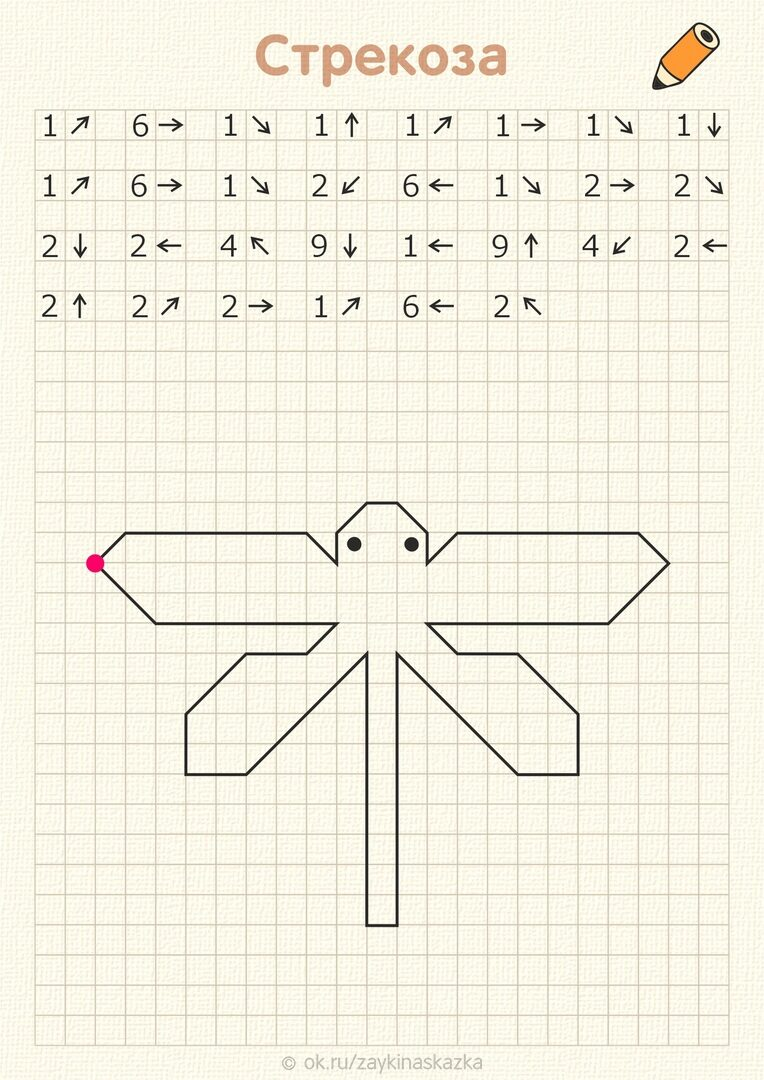 Стрекоза
1 ↗ 6 → 1 ↘ 1 ↑ 1 ↗ 1 → 1 ↘ 1 ↓
1 ↗ 6 → 1 ↘ 2 ↙ 6 ← 1 ↘ 2 → 2 ↘
2 ↓ 2 ← 4 ↖ 9 ↓ 1 ← 9 ↑ 4 ↙ 2 ←
2 ↑ 2 ↗ 2 → 1 ↗ 6 ← 2 ↖
© ok.ru/zaykinaskazka